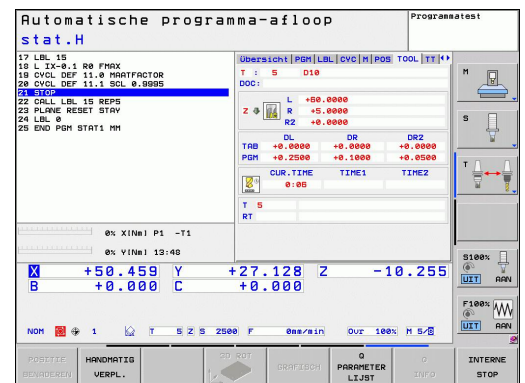 Automatische programma-afloop
stat.H
Programmatest
17 LBL 15
18 L IX-0.1 R0 FMAX
19 CYCL DEF 11.0 MAATFACTOR
20 CYCL DEF 11.1 SCL 0.9995
21 STOP
22 CALL LBL 15 REP5
23 PLANE RESET STAY
24 LBL 0
25 END PGM STAT1 MM
Übersicht PGM LBL CYC M POS TOOL TT
T : 5 D10
DOC:
L +60.0000
Z R +5.0000
R2 +0.0000
DL DR DR2
TAB +0.0000 +0.0000 +0.0000
PGM +0.2500 +0.1000 +0.0500
CUR.TIME TIME1 TIME2
0:06
T 5
RT
0% X[Nm] P1 -T1
0% Y[Nm] 13:48
X +50.459 Y +27.128 Z -10.255
B +0.000 C +0.000
NOM 1 T 5 Z S 2500 F 0mm/min Ovr 100% M 5/8
M
S
T
S100%
UIT AAN
F100%
UIT AAN
POSITIE BENADEREN
HANDMATIG VERPL.
3D ROT
GRAFISCH
Q PARAMETER LIJST
INFO
INTERNE STOP